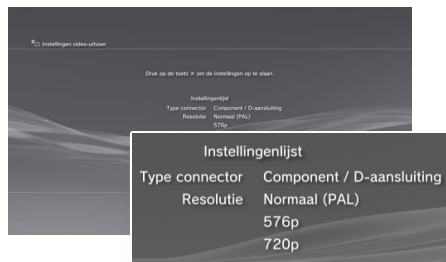 Instellingen video-uitvoer
Druk op de toets ✕ om de instellingen op te slaan.
Instellingenlijst
Type connector Component / D-aansluiting
Resolutie Normaal (PAL)
576p
Instellingenlijst
Type connector Component / D-aansluiting
Resolutie Normaal (PAL)
576p
720p